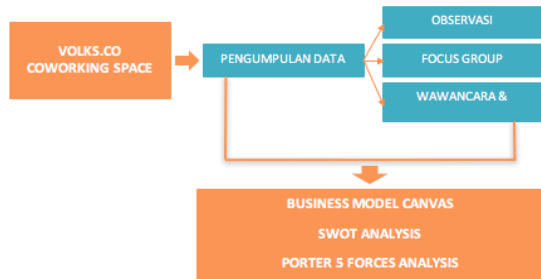 VOLKS.CO
COWORKING SPACE
PENGUMPULAN DATA
OBSERVASI
FOCUS GROUP
WAWANCARA &
BUSINESS MODEL CANVAS
SWOT ANALYSIS
PORTER 5 FORCES ANALYSIS